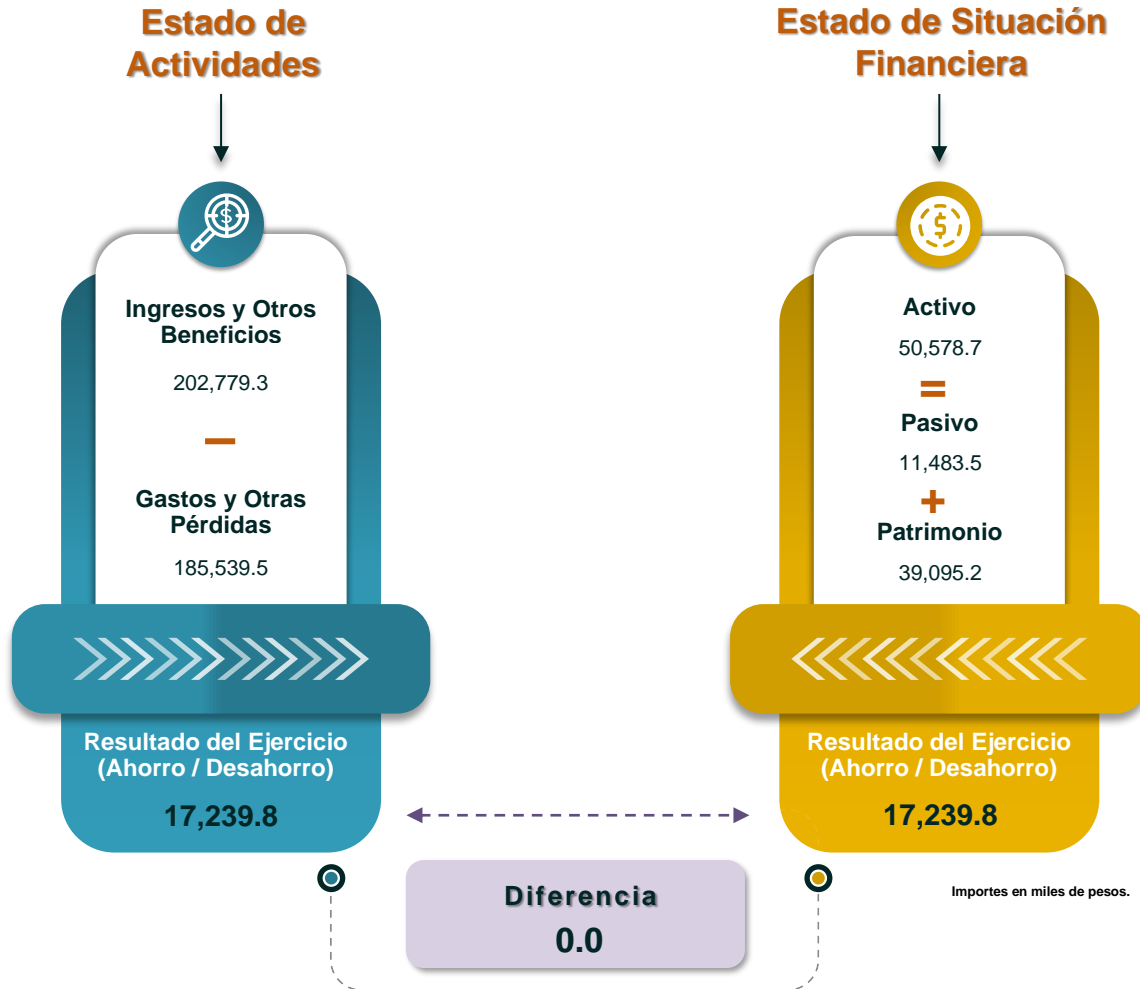 Estado de
Actividades
Ingresos y Otros
Beneficios
202,779.3
–
Gastos y Otras
Pérdidas
185,539.5
Resultado del Ejercicio
(Ahorro / Desahorro)
17,239.8
Estado de Situación
Financiera
$
Activo
50,578.7
=
Pasivo
11,483.5
+
Patrimonio
39,095.2
Resultado del Ejercicio
(Ahorro / Desahorro)
17,239.8
Diferencia
0.0
Importes en miles de pesos.